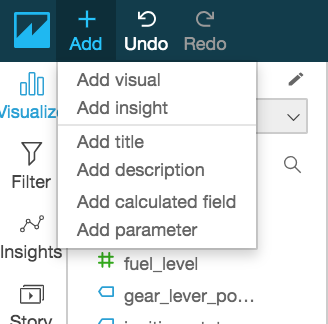 Add
Undo
Redo
Visualize
Add visual
Add insight
Add title
Add description
Add calculated field
Add parameter
Filter
Insights
Story
fuel_level
gear_lever_po...